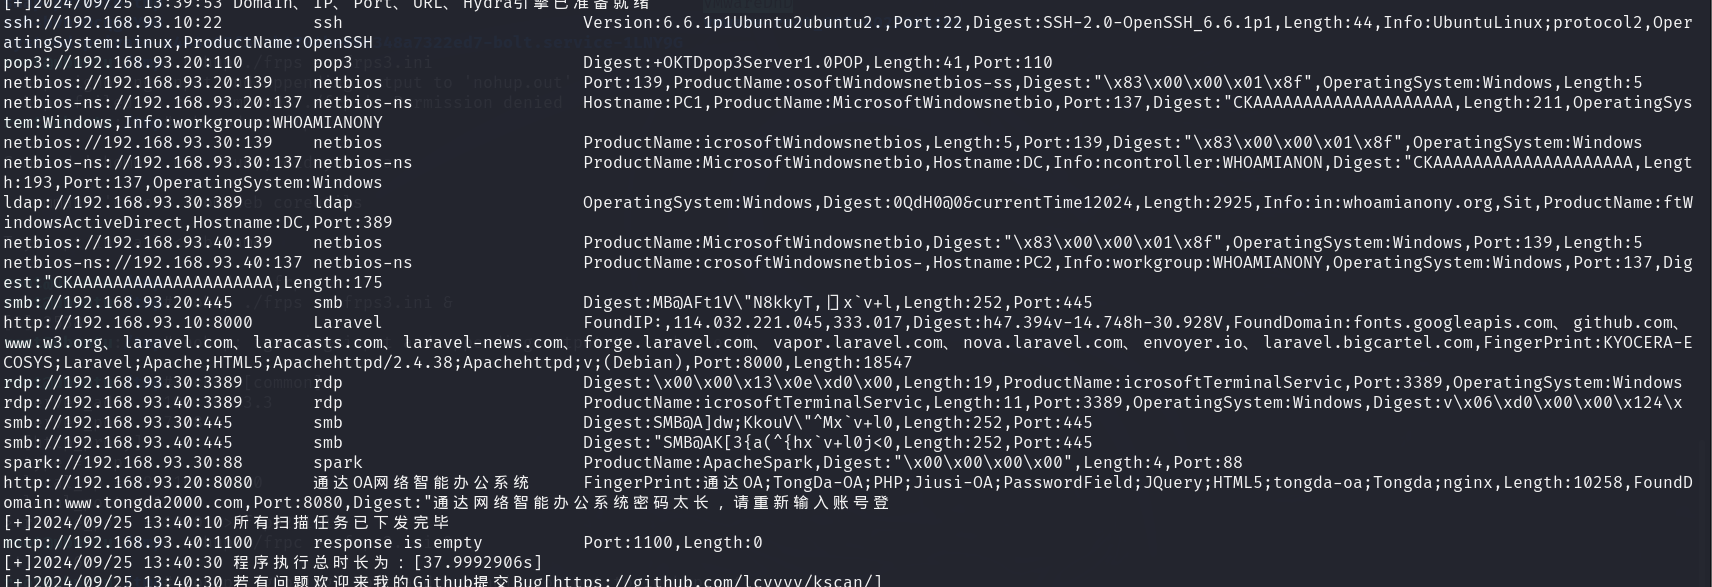 [+]2024/09/25 13:39:53 Domain、IP、Port、URL、Hydra引擎已准备就绪
ssh://192.168.93.10:22 ssh Version:6.6.1p1Ubuntu2ubuntu2.,Port:22,Digest:SSH-2.0-OpenSSH_6.6.1p1,Length:44,Info:UbuntuLinux;protocol2,Oper
atingSystem:Linux,ProductName:OpenSSH
pop3://192.168.93.20:110 pop3 Digest:+OKTDpop3Server1.0POP,Length:41,Port:110
netbios://192.168.93.20:139 netbios Port:139,ProductName:osoftWindowsnetbios-ss,Digest:"\x83\x00\x00\x01\x8f",OperatingSystem:Windows,Length:5
netbios-ns://192.168.93.20:137 netbios-ns Hostname:PC1,ProductName:MicrosoftWindowsnetbio,Port:137,Digest:"CKAAAAAAAAAAAAAAAAAAAA,Length:211,OperatingSys
tem:Windows,Info:workgroup:WHOAMIANONY
netbios://192.168.93.30:139 netbios ProductName:icrosoftWindowsnetbios,Length:5,Port:139,Digest:"\x83\x00\x00\x01\x8f",OperatingSystem:Windows
netbios-ns://192.168.93.30:137 netbios-ns ProductName:MicrosoftWindowsnetbio,Hostname:DC,Info:ncontroller:WHOAMIANON,Digest:"CKAAAAAAAAAAAAAAAAAAAA,Lengt
h:193,Port:137,OperatingSystem:Windows
ldap://192.168.93.30:389 ldap OperatingSystem:Windows,Digest:0QdH0@0&currentTime12024,Length:2925,Info:in:whoamianony.org,Sit,ProductName:ftW
indowsActiveDirect,Hostname:DC,Port:389
netbios://192.168.93.40:139 netbios ProductName:MicrosoftWindowsnetbio,Digest:"\x83\x00\x00\x01\x8f",OperatingSystem:Windows,Port:139,Length:5
netbios-ns://192.168.93.40:137 netbios-ns ProductName:crosoftWindowsnetbios-,Hostname:PC2,Info:workgroup:WHOAMIANONY,OperatingSystem:Windows,Port:137,Dig
est:"CKAAAAAAAAAAAAAAAAAAAA,Length:175
smb://192.168.93.20:445 smb Digest:MB@AFt1V\"N8kkyT,x`v+l,Length:252,Port:445
http://192.168.93.10:8000 Laravel FoundIP:,114.032.221.045,333.017,Digest:h47.394v-14.748h-30.928V,FoundDomain:fonts.googleapis.com、github.com、
www.w3.org、laravel.com、laracasts.com、laravel-news.com、forge.laravel.com、vapor.laravel.com、nova.laravel.com、envoyer.io、laravel.bigcartel.com,FingerPrint:KYOCERA-E
COSYS;Laravel;Apache;HTML5;Apachehttpd/2.4.38;Apachehttpd;v;(Debian),Port:8000,Length:18547
rdp://192.168.93.30:3389 rdp Digest:\x00\x00\x13\x0e\xd0\x00,Length:19,ProductName:icrosoftTerminalServic,Port:3389,OperatingSystem:Windows
rdp://192.168.93.40:3389 rdp ProductName:icrosoftTerminalServic,Length:11,Port:3389,OperatingSystem:Windows,Digest:v\x06\xd0\x00\x00\x124\x
smb://192.168.93.30:445 smb Digest:SMB@A]dw;KkouV\"^Mx`v+l0,Length:252,Port:445
smb://192.168.93.40:445 smb Digest:"SMB@AK[3{a(^{hx`v+l0j<0,Length:252,Port:445
spark://192.168.93.30:88 spark ProductName:ApacheSpark,Digest:"\x00\x00\x00\x00",Length:4,Port:88
http://192.168.93.20:8080 通达OA网络智能办公系统 FingerPrint:通达OA;TongDa-OA;PHP;Jiusi-OA;PasswordField;JQuery;HTML5;tongda-oa;Tongda;nginx,Length:10258,FoundD
omain:www.tongda2000.com,Port:8080,Digest:"通达网络智能办公系统密码太长，请重新输入账号登
[+]2024/09/25 13:40:10 所有扫描任务已下发完毕
mctp://192.168.93.40:1100 response is empty Port:1100,Length:0
[+]2024/09/25 13:40:30 程序执行总时长为：[37.9992906s]
[+]2024/09/25 13:40:30 若有问题欢迎来我的Github提交Bug[https://github.com/lcvvvv/kscan/]